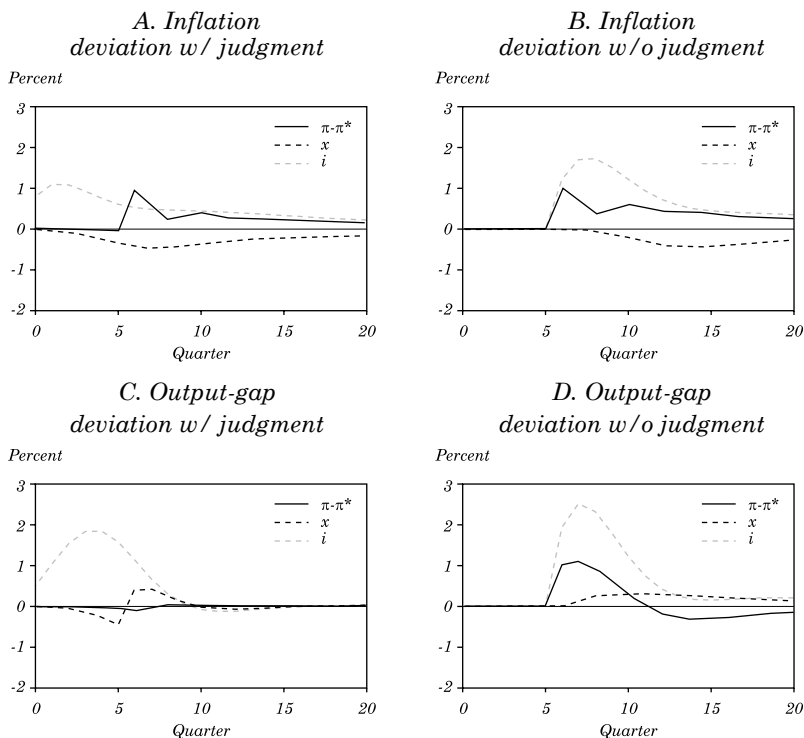 A. Inflation
deviation w/ judgment
Percent
3
2
1
0
-1
-2
π-π*
x
i
0 5 10 15 20
Quarter
B. Inflation
deviation w/o judgment
Percent
3
2
1
0
-1
-2
π-π*
x
i
0 5 10 15 20
Quarter
C. Output-gap
deviation w/ judgment
Percent
3
2
1
0
-1
-2
π-π*
x
i
0 5 10 15 20
Quarter
D. Output-gap
deviation w/o judgment
Percent
3
2
1
0
-1
-2
π-π*
x
i
0 5 10 15 20
Quarter